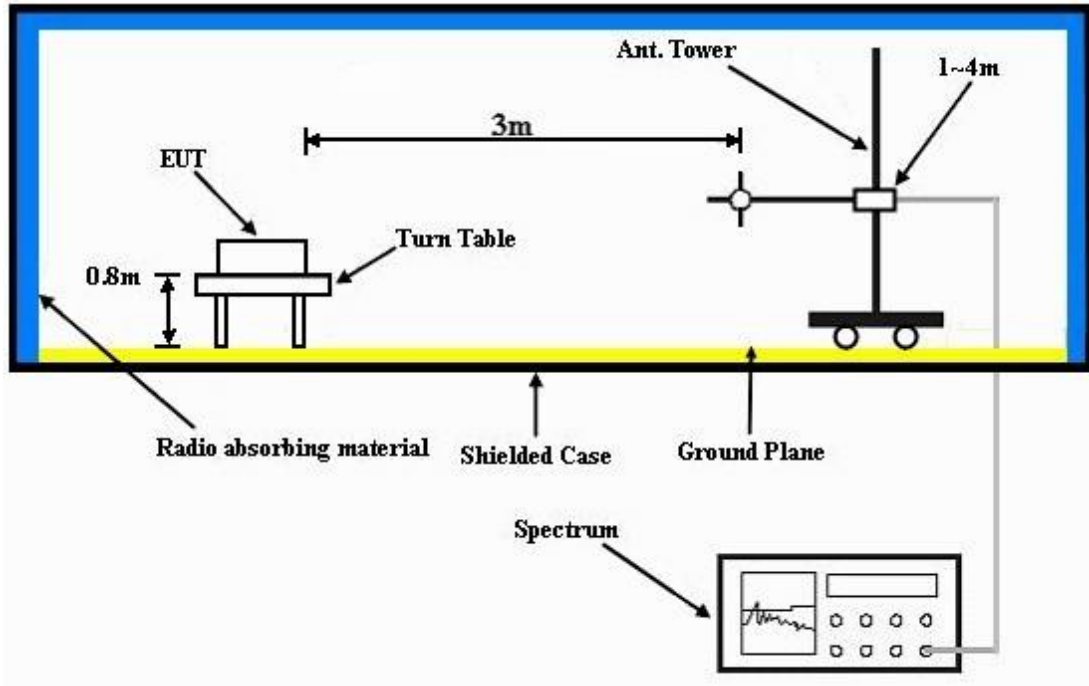 Ant. Tower
1~4m
3m
EUT
Turn Table
0.8m
Radio absorbing material
Shielded Case
Ground Plane
Spectrum